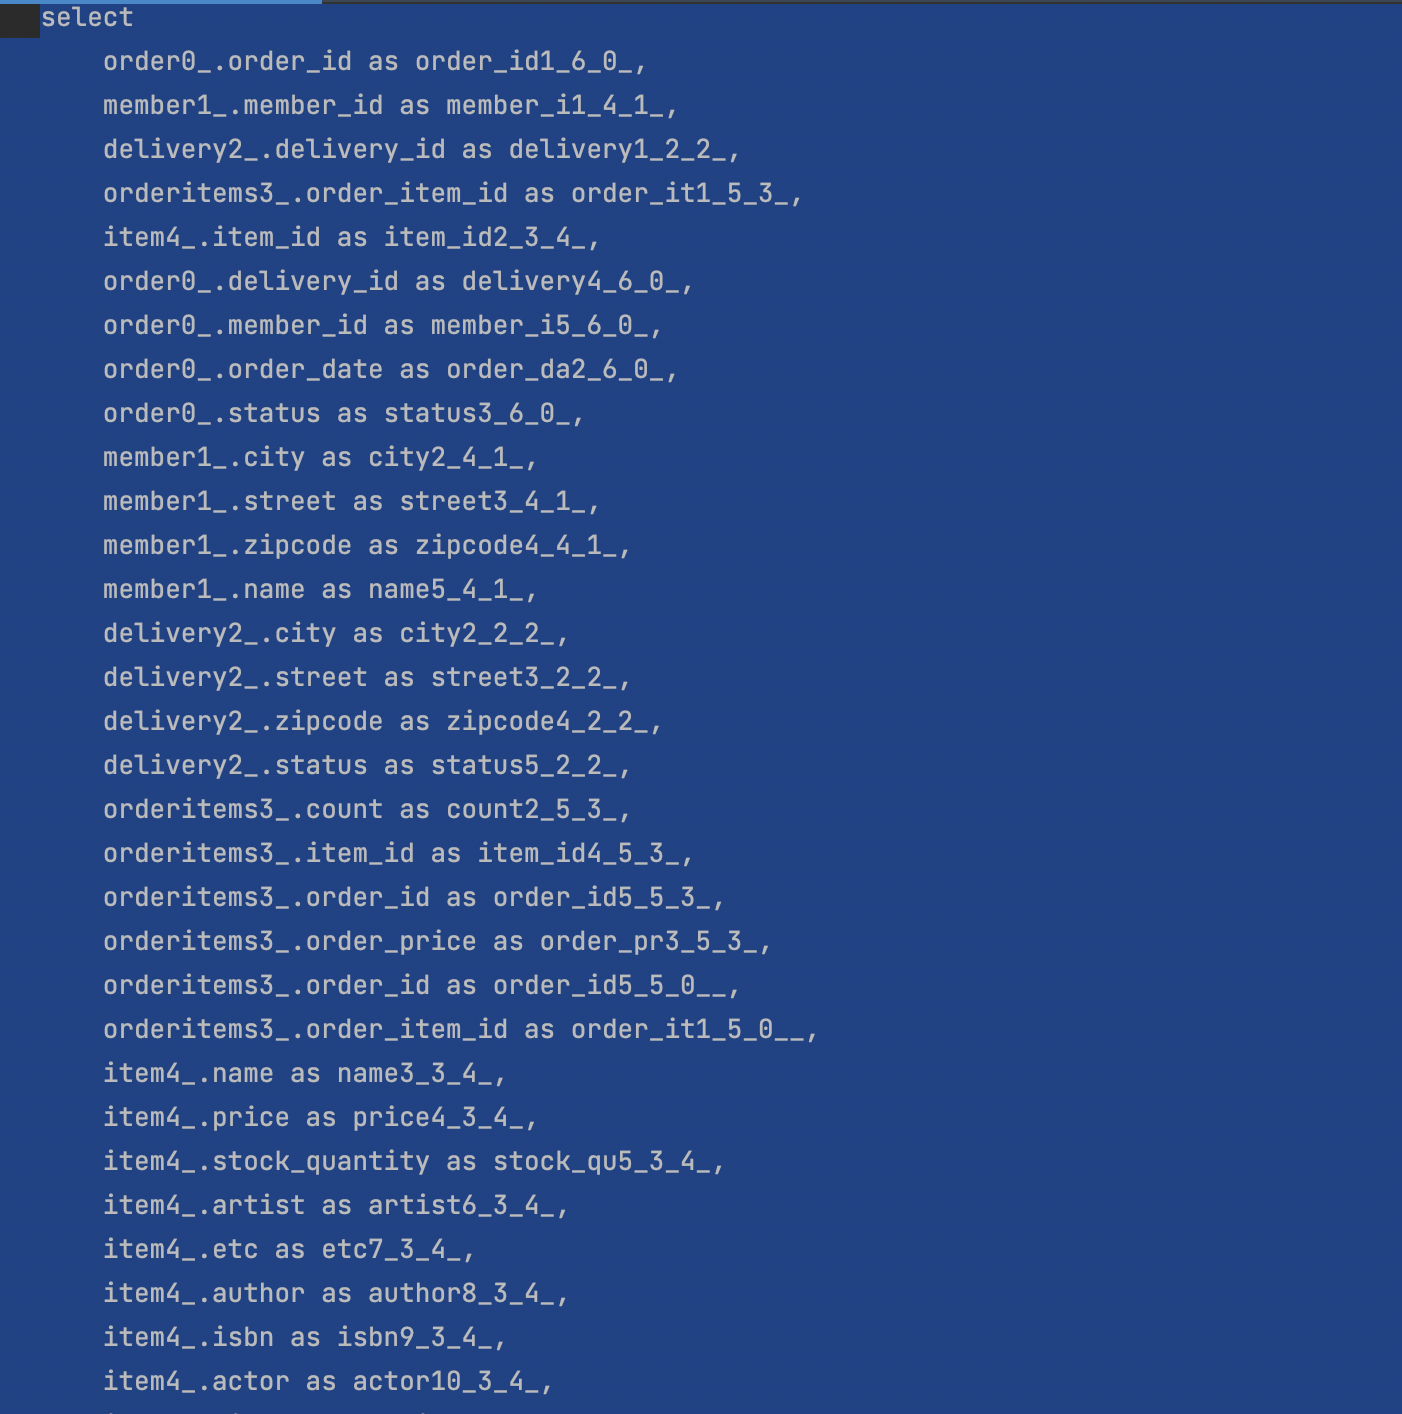 select
order0_.order_id as order_id1_6_0_,
member1_.member_id as member_i1_4_1_,
delivery2_.delivery_id as delivery1_2_2_,
orderitems3_.order_item_id as order_it1_5_3_,
item4_.item_id as item_id2_3_4_,
order0_.delivery_id as delivery4_6_0_,
order0_.member_id as member_i5_6_0_,
order0_.order_date as order_da2_6_0_,
order0_.status as status3_6_0_,
member1_.city as city2_4_1_,
member1_.street as street3_4_1_,
member1_.zipcode as zipcode4_4_1_,
member1_.name as name5_4_1_,
delivery2_.city as city2_2_2_,
delivery2_.street as street3_2_2_,
delivery2_.zipcode as zipcode4_2_2_,
delivery2_.status as status5_2_2_,
orderitems3_.count as count2_5_3_,
orderitems3_.item_id as item_id4_5_3_,
orderitems3_.order_id as order_id5_5_3_,
orderitems3_.order_price as order_pr3_5_3_,
orderitems3_.order_id as order_id5_5_0__,
orderitems3_.order_item_id as order_it1_5_0__,
item4_.name as name3_3_4_,
item4_.price as price4_3_4_,
item4_.stock_quantity as stock_qu5_3_4_,
item4_.artist as artist6_3_4_,
item4_.etc as etc7_3_4_,
item4_.author as author8_3_4_,
item4_.isbn as isbn9_3_4_,
item4_.actor as actor10_3_4_,